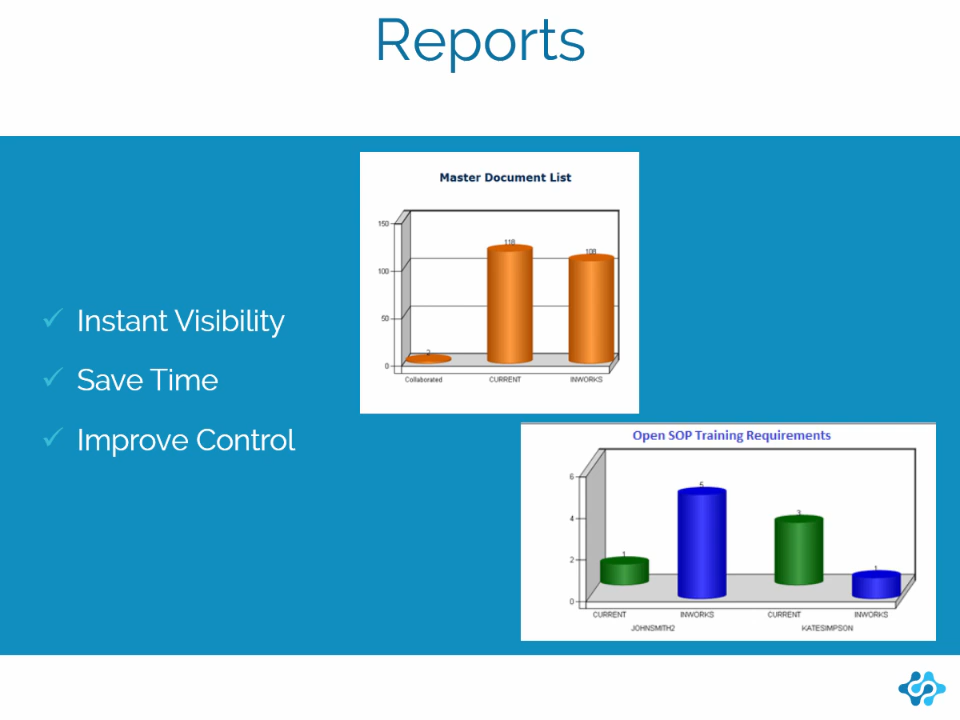 Reports
Instant Visibility
Save Time
Improve Control
Master Document List
150
100
50
0
118
108
2
Collaborated CURRENT INWORKS
Open SOP Training Requirements
6
4
2
0
1
5
3
1
CURRENT INWORKS CURRENT INWORKS
JOHNSMITH2 KATESIMPSON